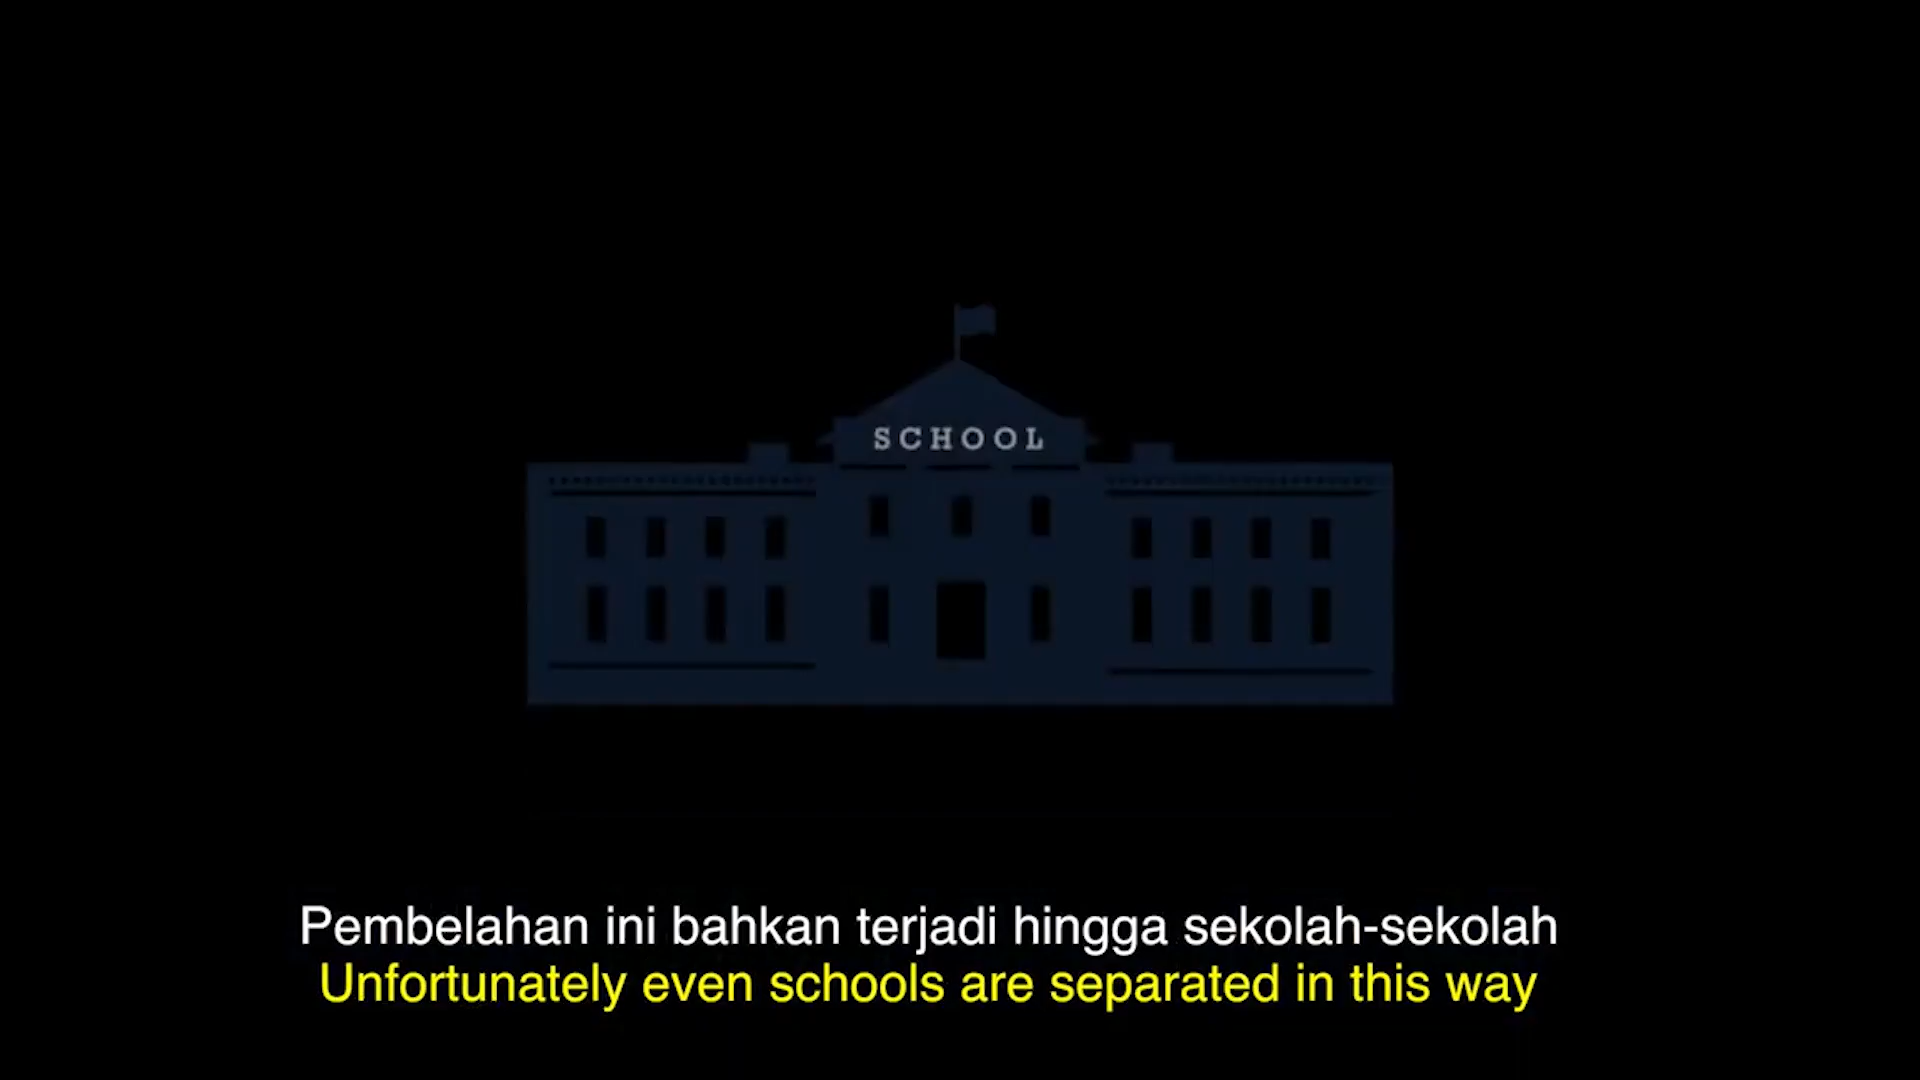 SCHOOL
Pembelahan ini bahkan terjadi hingga sekolah-sekolah
Unfortunately even schools are separated in this way